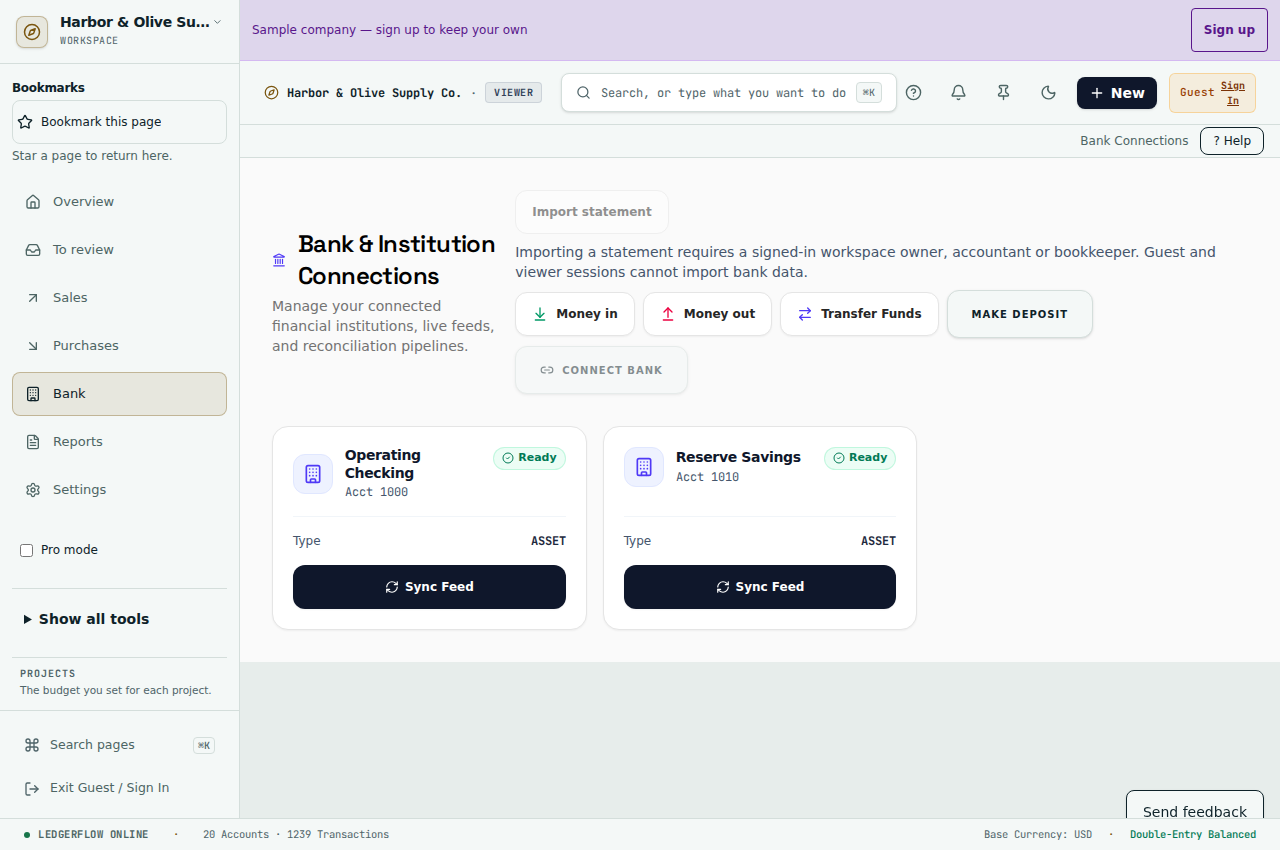 Harbor & Olive Su...
WORKSPACE
Bookmarks
Bookmark this page
Star a page to return here.
Overview
To review
Sales
Purchases
Bank
Reports
Settings
Pro mode
Show all tools
PROJECTS
The budget you set for each project.
Search pages ⌘K
Exit Guest / Sign In
Sample company — sign up to keep your own
Sign up
Harbor & Olive Supply Co. · VIEWER
Search, or type what you want to do ⌘K
New
Guest Sign
In
Bank Connections ? Help
Bank & Institution
Connections
Manage your connected
financial institutions, live feeds,
and reconciliation pipelines.
Import statement
Importing a statement requires a signed-in workspace owner, accountant or bookkeeper. Guest and
viewer sessions cannot import bank data.
Money in
Money out
Transfer Funds
MAKE DEPOSIT
CONNECT BANK
Operating
Checking
Acct 1000
Ready
Type ASSET
Sync Feed
Reserve Savings
Acct 1010
Ready
Type ASSET
Sync Feed
Send feedback
LEDGERFLOW ONLINE · 20 Accounts · 1239 Transactions
Base Currency: USD · Double-Entry Balanced